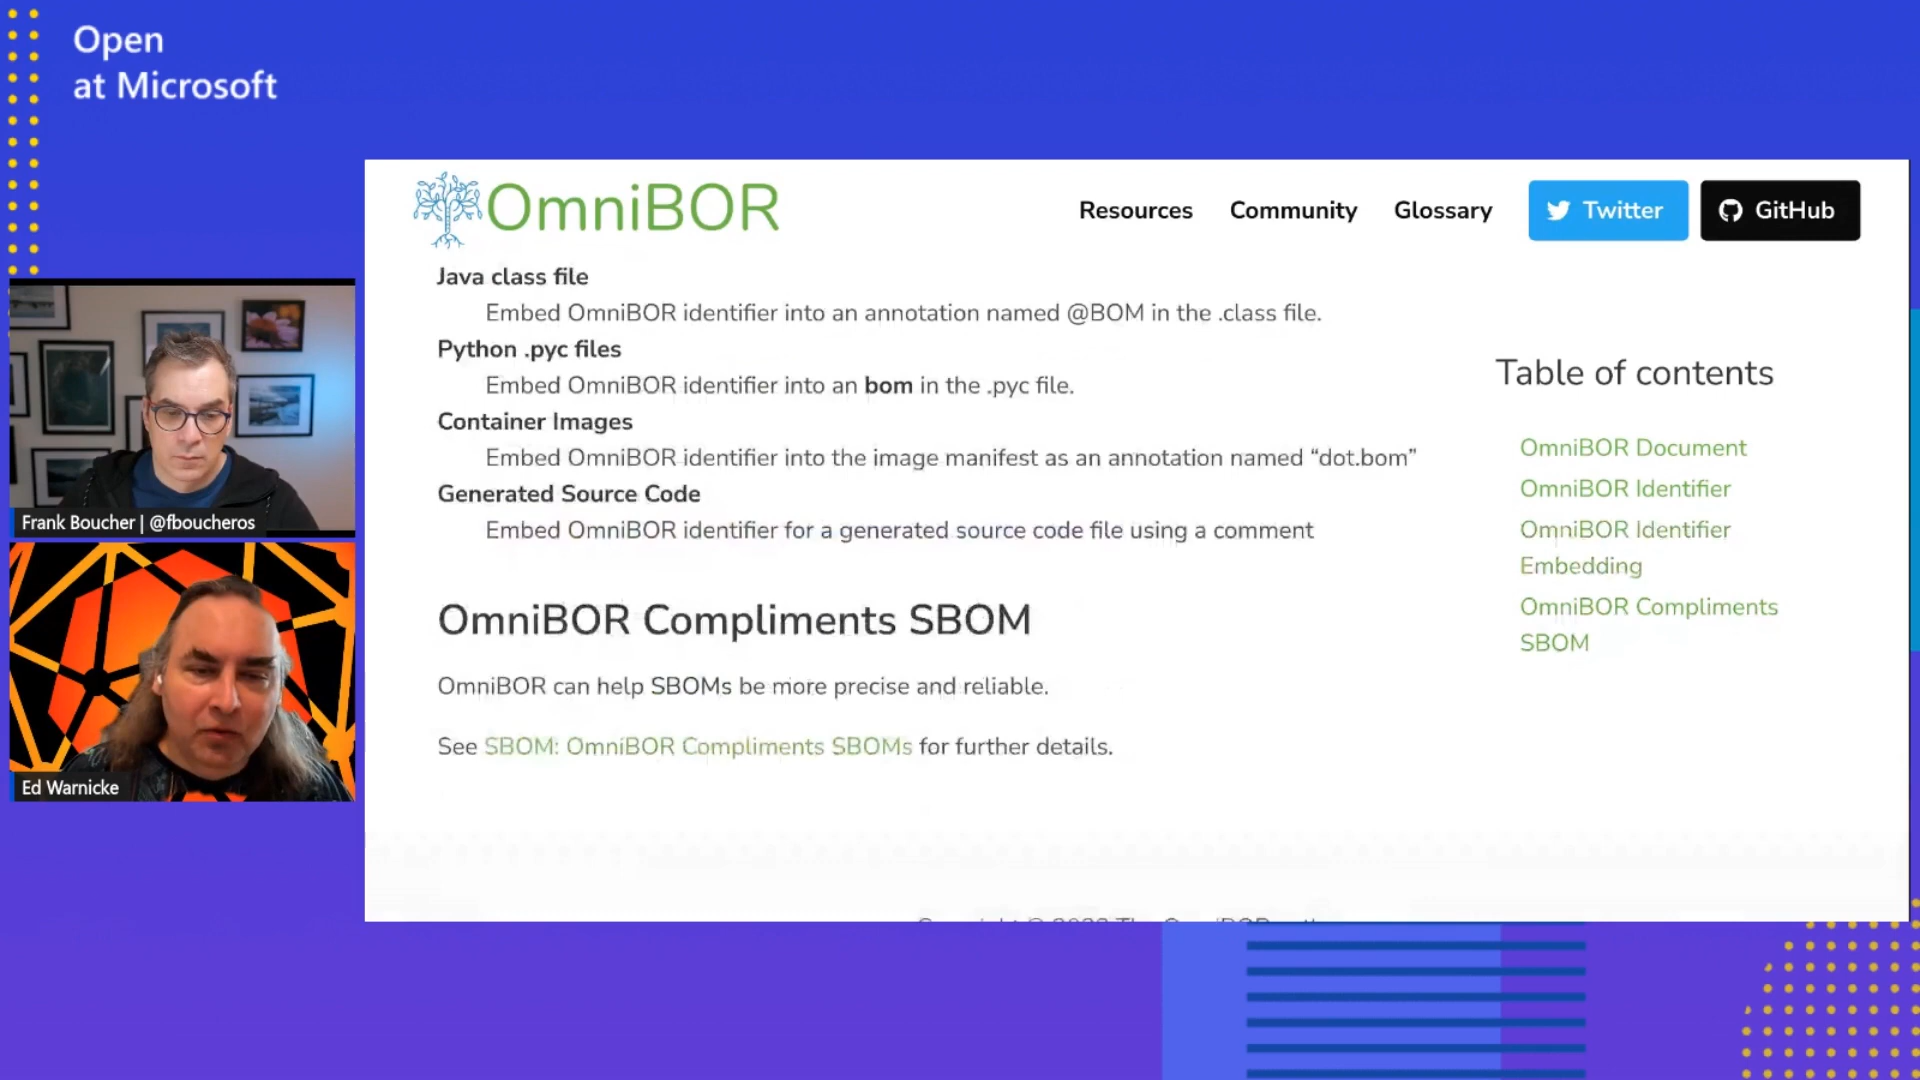 Open
at Microsoft
OmniBOR
Resources Community Glossary Twitter GitHub
Java class file
Embed OmniBOR identifier into an annotation named @BOM in the .class file.
Python .pyc files
Embed OmniBOR identifier into an bom in the .pyc file.
Container Images
Embed OmniBOR identifier into the image manifest as an annotation named “dot.bom”
Generated Source Code
Embed OmniBOR identifier for a generated source code file using a comment
OmniBOR Compliments SBOM
OmniBOR can help SBOMs be more precise and reliable.
See SBOM: OmniBOR Compliments SBOMs for further details.
Table of contents
OmniBOR Document
OmniBOR Identifier
OmniBOR Identifier
Embedding
OmniBOR Compliments
SBOM
Frank Boucher | @fboucheros
Ed Warnicke